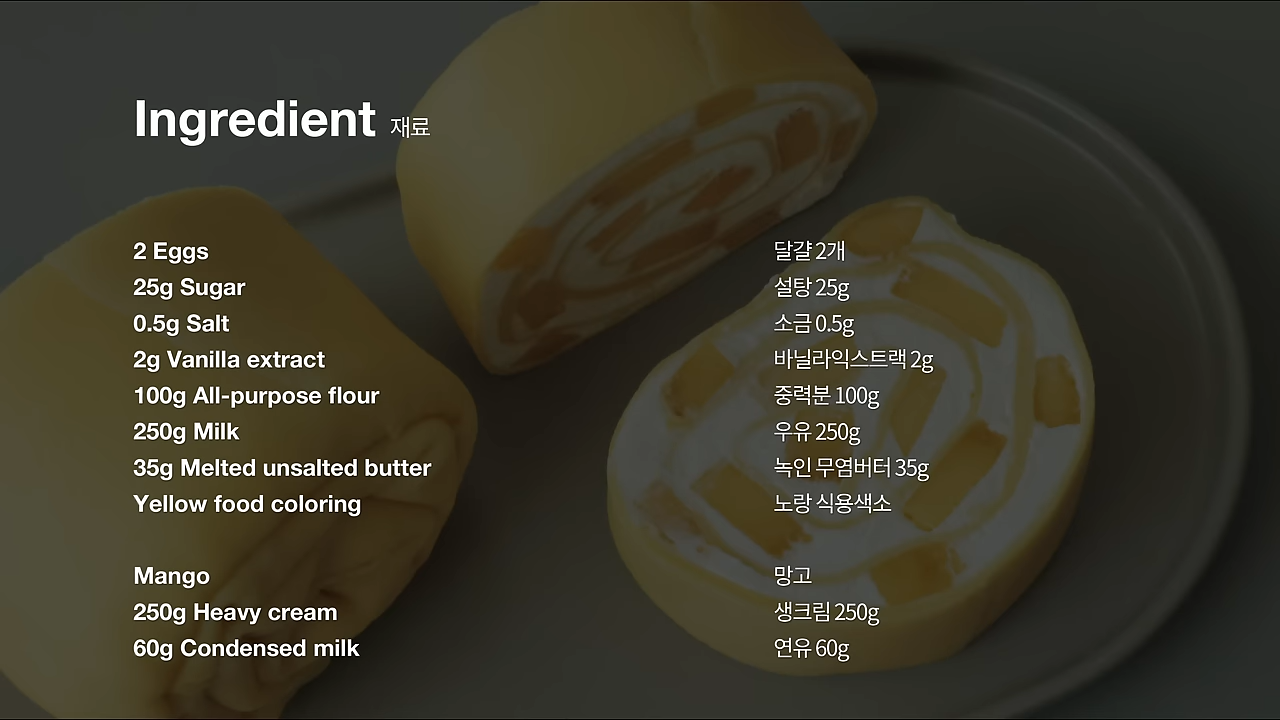 Ingredient 재료
2 Eggs
25g Sugar
0.5g Salt
2g Vanilla extract
100g All-purpose flour
250g Milk
35g Melted unsalted butter
Yellow food coloring
Mango
250g Heavy cream
60g Condensed milk
달걀 2개
설탕 25g
소금 0.5g
바닐라익스트랙 2g
중력분 100g
우유 250g
녹인 무염버터 35g
노랑 식용색소
망고
생크림 250g
연유 60g